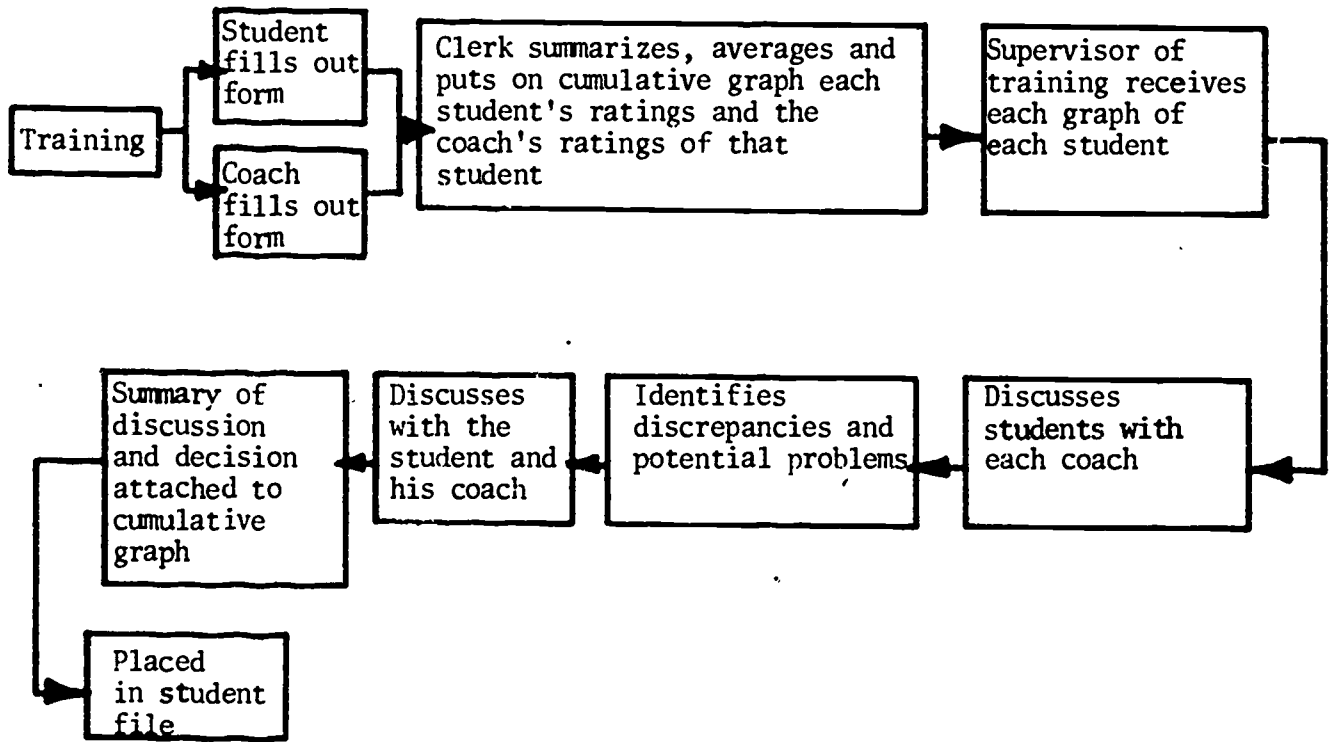 Training
Student
fills out
form
Coach
fills out
form
Clerk summarizes, averages and
puts on cumulative graph each
student's ratings and the
coach's ratings of that
student
Supervisor of
training receives
each graph of
each student
Discusses
students with
each coach
Identifies
discrepancies and
potential problems
Discusses
with the
student and
his coach
Summary of
discussion
and decision
attached to
cumulative
graph
Placed
in student
file